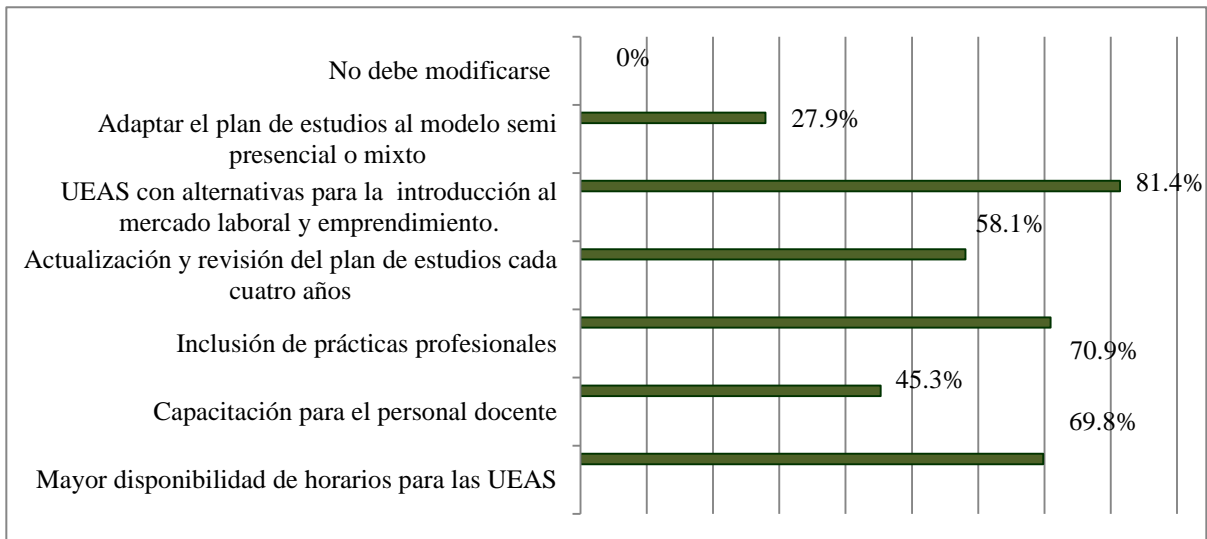 No debe modificarse
0%
Adaptar el plan de estudios al modelo semi
presencial o mixto
27.9%
UEAS con alternativas para la introducción al
mercado laboral y emprendimiento.
81.4%
Actualización y revisión del plan de estudios cada
cuatro años
58.1%
Inclusión de prácticas profesionales
70.9%
Capacitación para el personal docente
45.3%
Mayor disponibilidad de horarios para las UEAS
69.8%